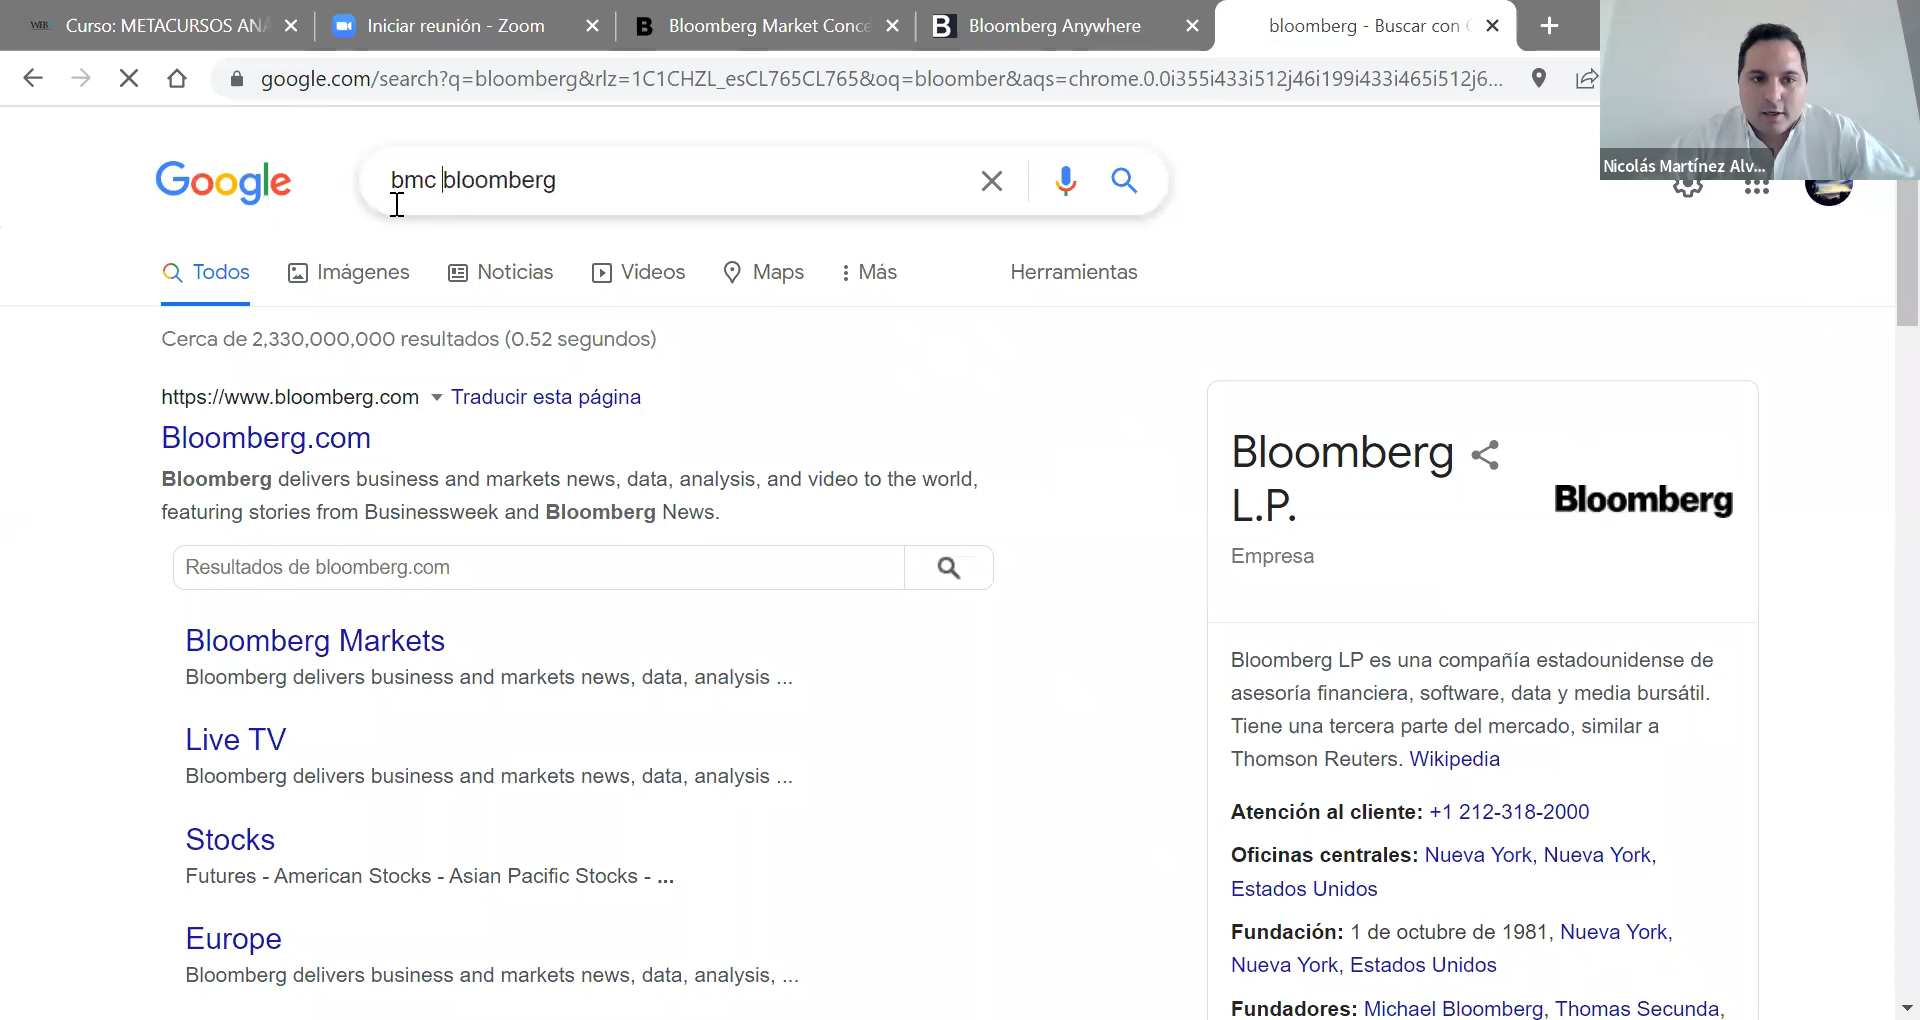 WEB Curso: METACURSOS ANA
Iniciar reunión - Zoom
B Bloomberg Market Conce
B Bloomberg Anywhere
bloomberg - Buscar con
google.com/search?q=bloomberg&rlz=1C1CHZL_esCL765CL765&oq=bloomber&aqs=chrome.0.0i355i433i512j46i199i433i465i512j6...
Nicolás Martínez Alv...
Google
bmc bloomberg
Todos
Imágenes
Noticias
Videos
Maps
Más
Herramientas
Cerca de 2,330,000,000 resultados (0.52 segundos)
https://www.bloomberg.com Traducir esta página
Bloomberg.com
Bloomberg delivers business and markets news, data, analysis, and video to the world,
featuring stories from Businessweek and Bloomberg News.
Resultados de bloomberg.com
Bloomberg Markets
Bloomberg delivers business and markets news, data, analysis ...
Live TV
Bloomberg delivers business and markets news, data, analysis ...
Stocks
Futures - American Stocks - Asian Pacific Stocks - ...
Europe
Bloomberg delivers business and markets news, data, analysis, ...
Bloomberg
L.P.
Bloomberg
Empresa
Bloomberg LP es una compañía estadounidense de
asesoría financiera, software, data y media bursátil.
Tiene una tercera parte del mercado, similar a
Thomson Reuters. Wikipedia
Atención al cliente: +1 212-318-2000
Oficinas centrales: Nueva York, Nueva York,
Estados Unidos
Fundación: 1 de octubre de 1981, Nueva York,
Nueva York, Estados Unidos
Fundadores: Michael Bloomberg, Thomas Secunda,